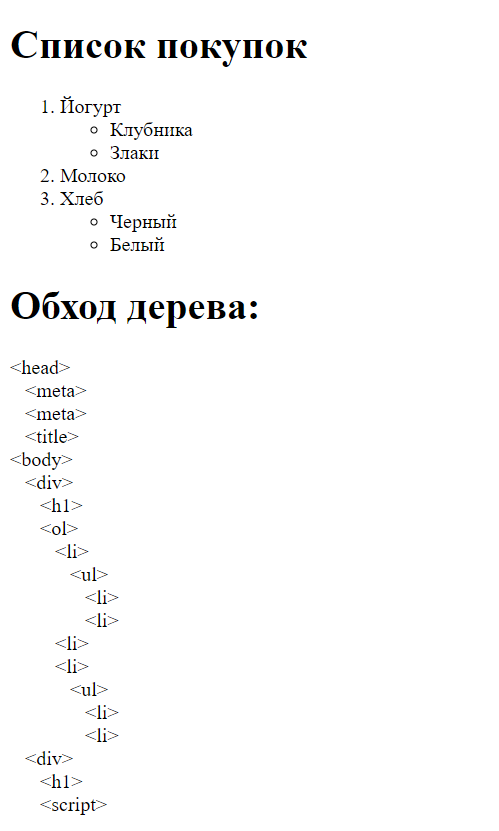 Список покупок
1. Йогурт
Клубника
Злаки
2. Молоко
3. Хлеб
Черный
Белый
Обход дерева:
<head>
<meta>
<meta>
<title>
<body>
<div>
<h1>
<ol>
<li>
<ul>
<li>
<li>
<li>
<li>
<ul>
<li>
<li>
<div>
<h1>
<script>